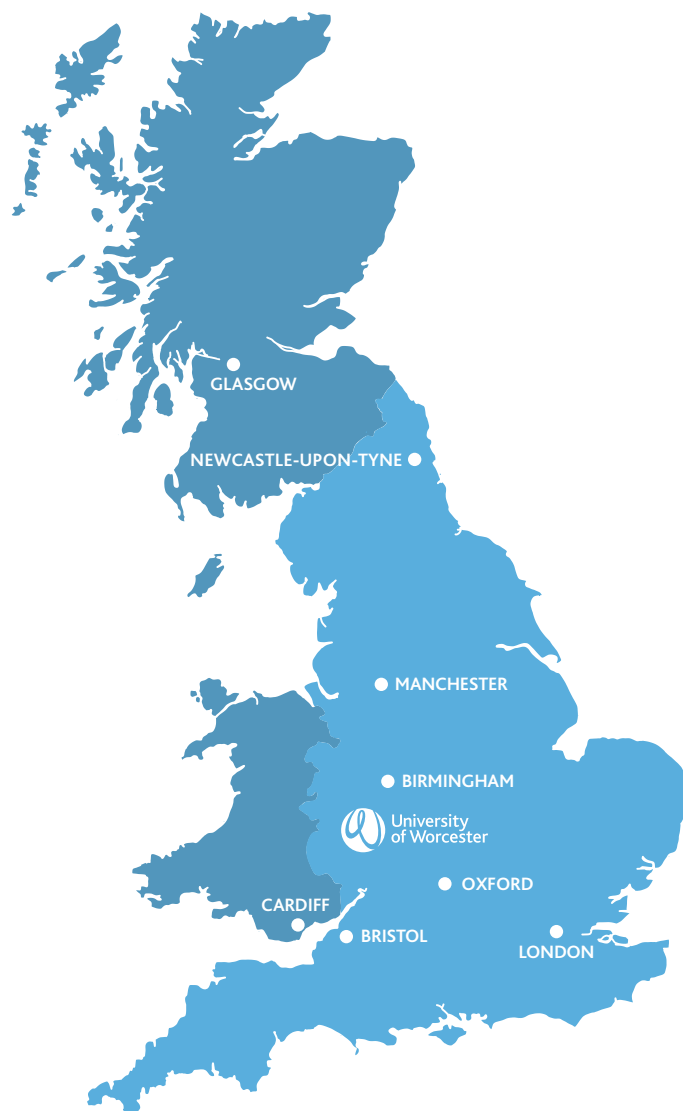 GLASGOW
NEWCASTLE-UPON-TYNE
MANCHESTER
BIRMINGHAM
University
of Worcester
OXFORD
CARDIFF
BRISTOL
LONDON